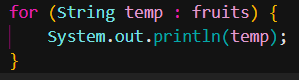 for (String temp : fruits) {
    System.out.println(temp);
}